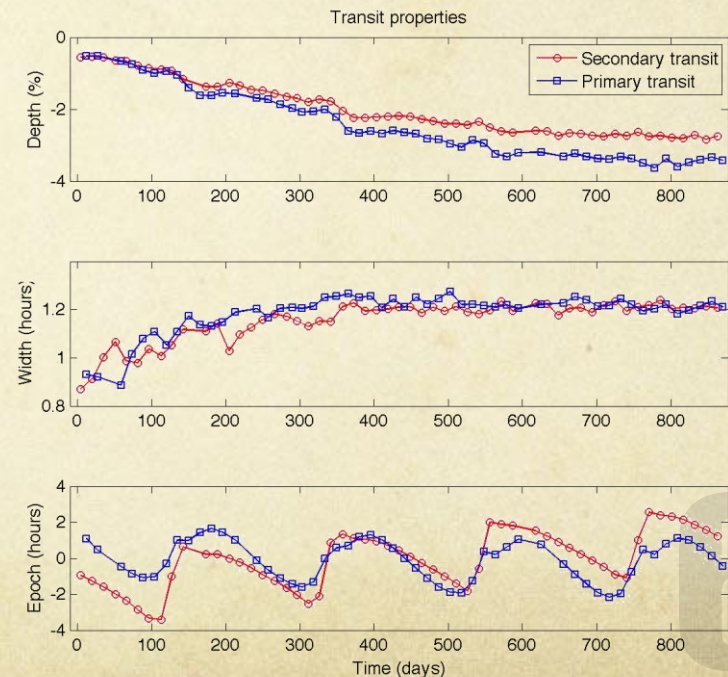 Transit properties
0
-2
-4
Depth (%)
Secondary transit
Primary transit
0 100 200 300 400 500 600 700 800
1.2
1
0.8
Width (hours)
0 100 200 300 400 500 600 700 800
4
2
0
-2
-4
Epoch (hours)
0 100 200 300 400 500 600 700 800
Time (days)